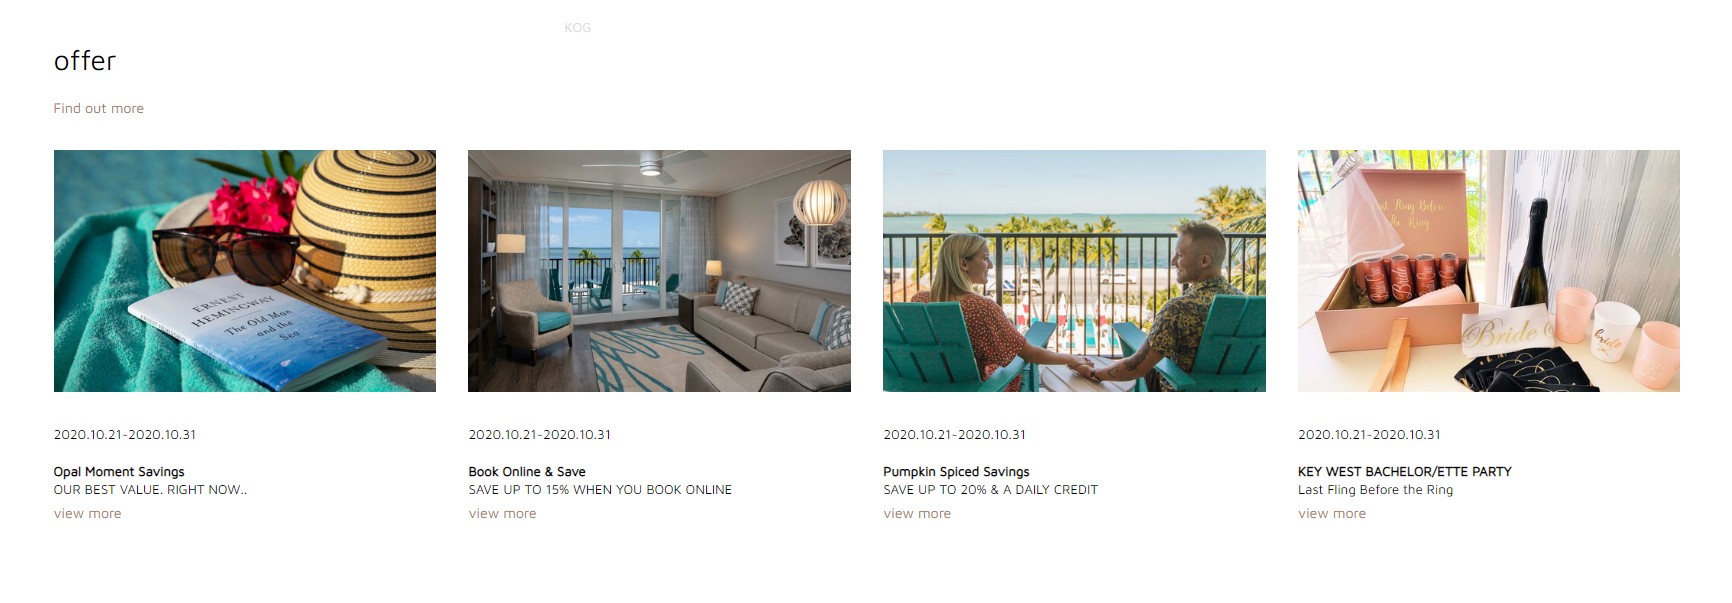 KOG
offer
Find out more
ERNEST
HEMINGWAY
The Old Man
and the
Sea
Fling Before
The Ring
Bride
Bride
bride
2020.10.21~2020.10.31
Opal Moment Savings
OUR BEST VALUE. RIGHT NOW..
view more
2020.10.21~2020.10.31
Book Online & Save
SAVE UP TO 15% WHEN YOU BOOK ONLINE
view more
2020.10.21~2020.10.31
Pumpkin Spiced Savings
SAVE UP TO 20% & A DAILY CREDIT
view more
2020.10.21~2020.10.31
KEY WEST BACHELOR/ETTE PARTY
Last Fling Before the Ring
view more